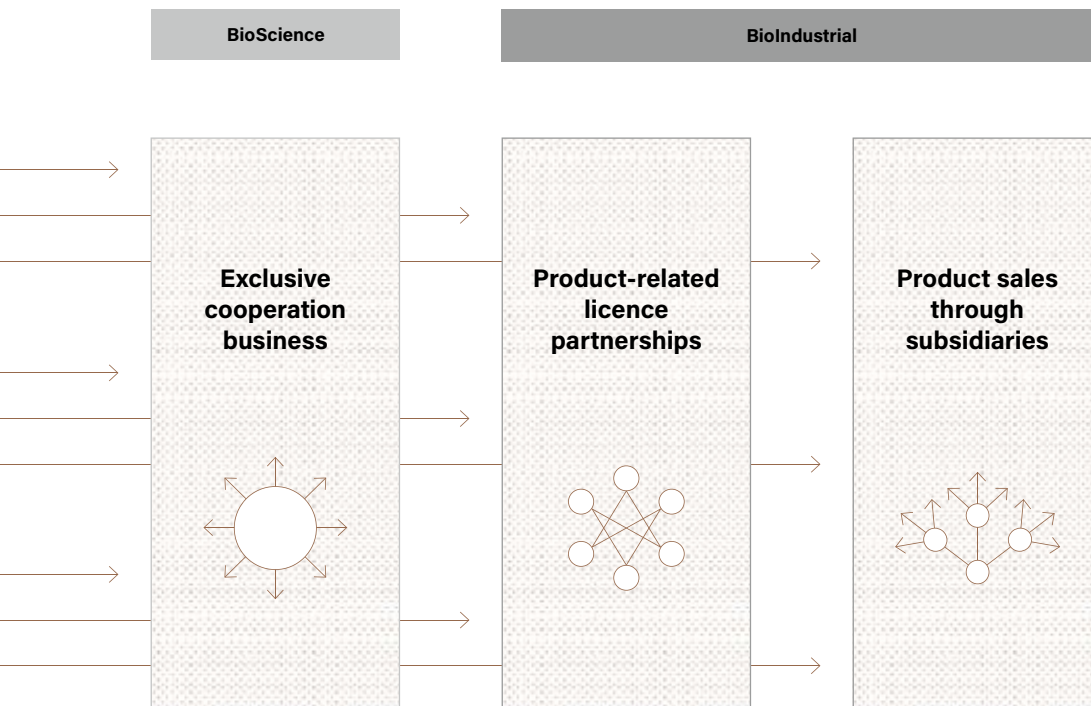 BioScience
BioIndustrial
Exclusive
cooperation
business
Product-related
licence
partnerships
Product sales
through
subsidiaries